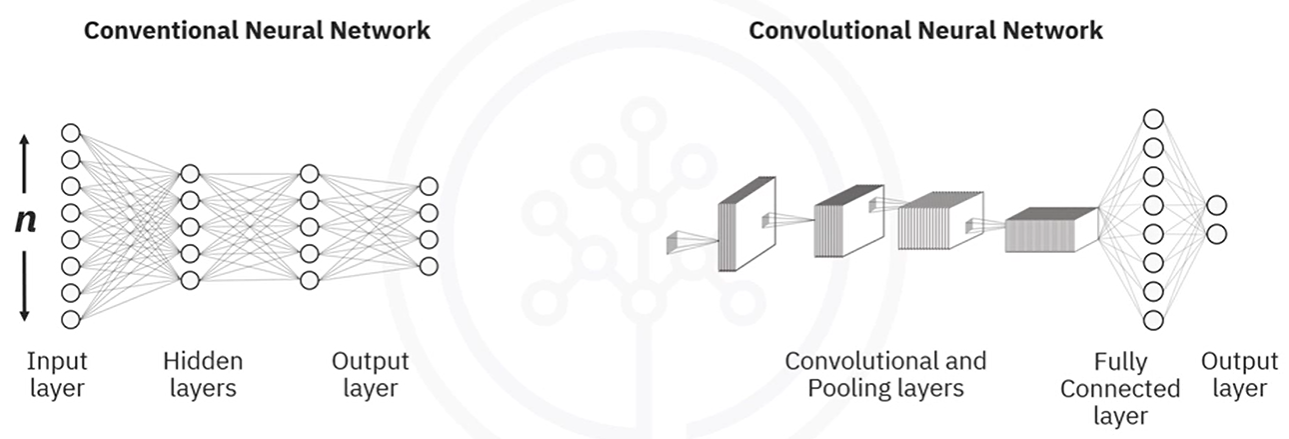 Conventional Neural Network
n
Input
layer
Hidden
layers
Output
layer
Convolutional Neural Network
Convolutional and
Pooling layers
Fully
Connected
layer
Output
layer